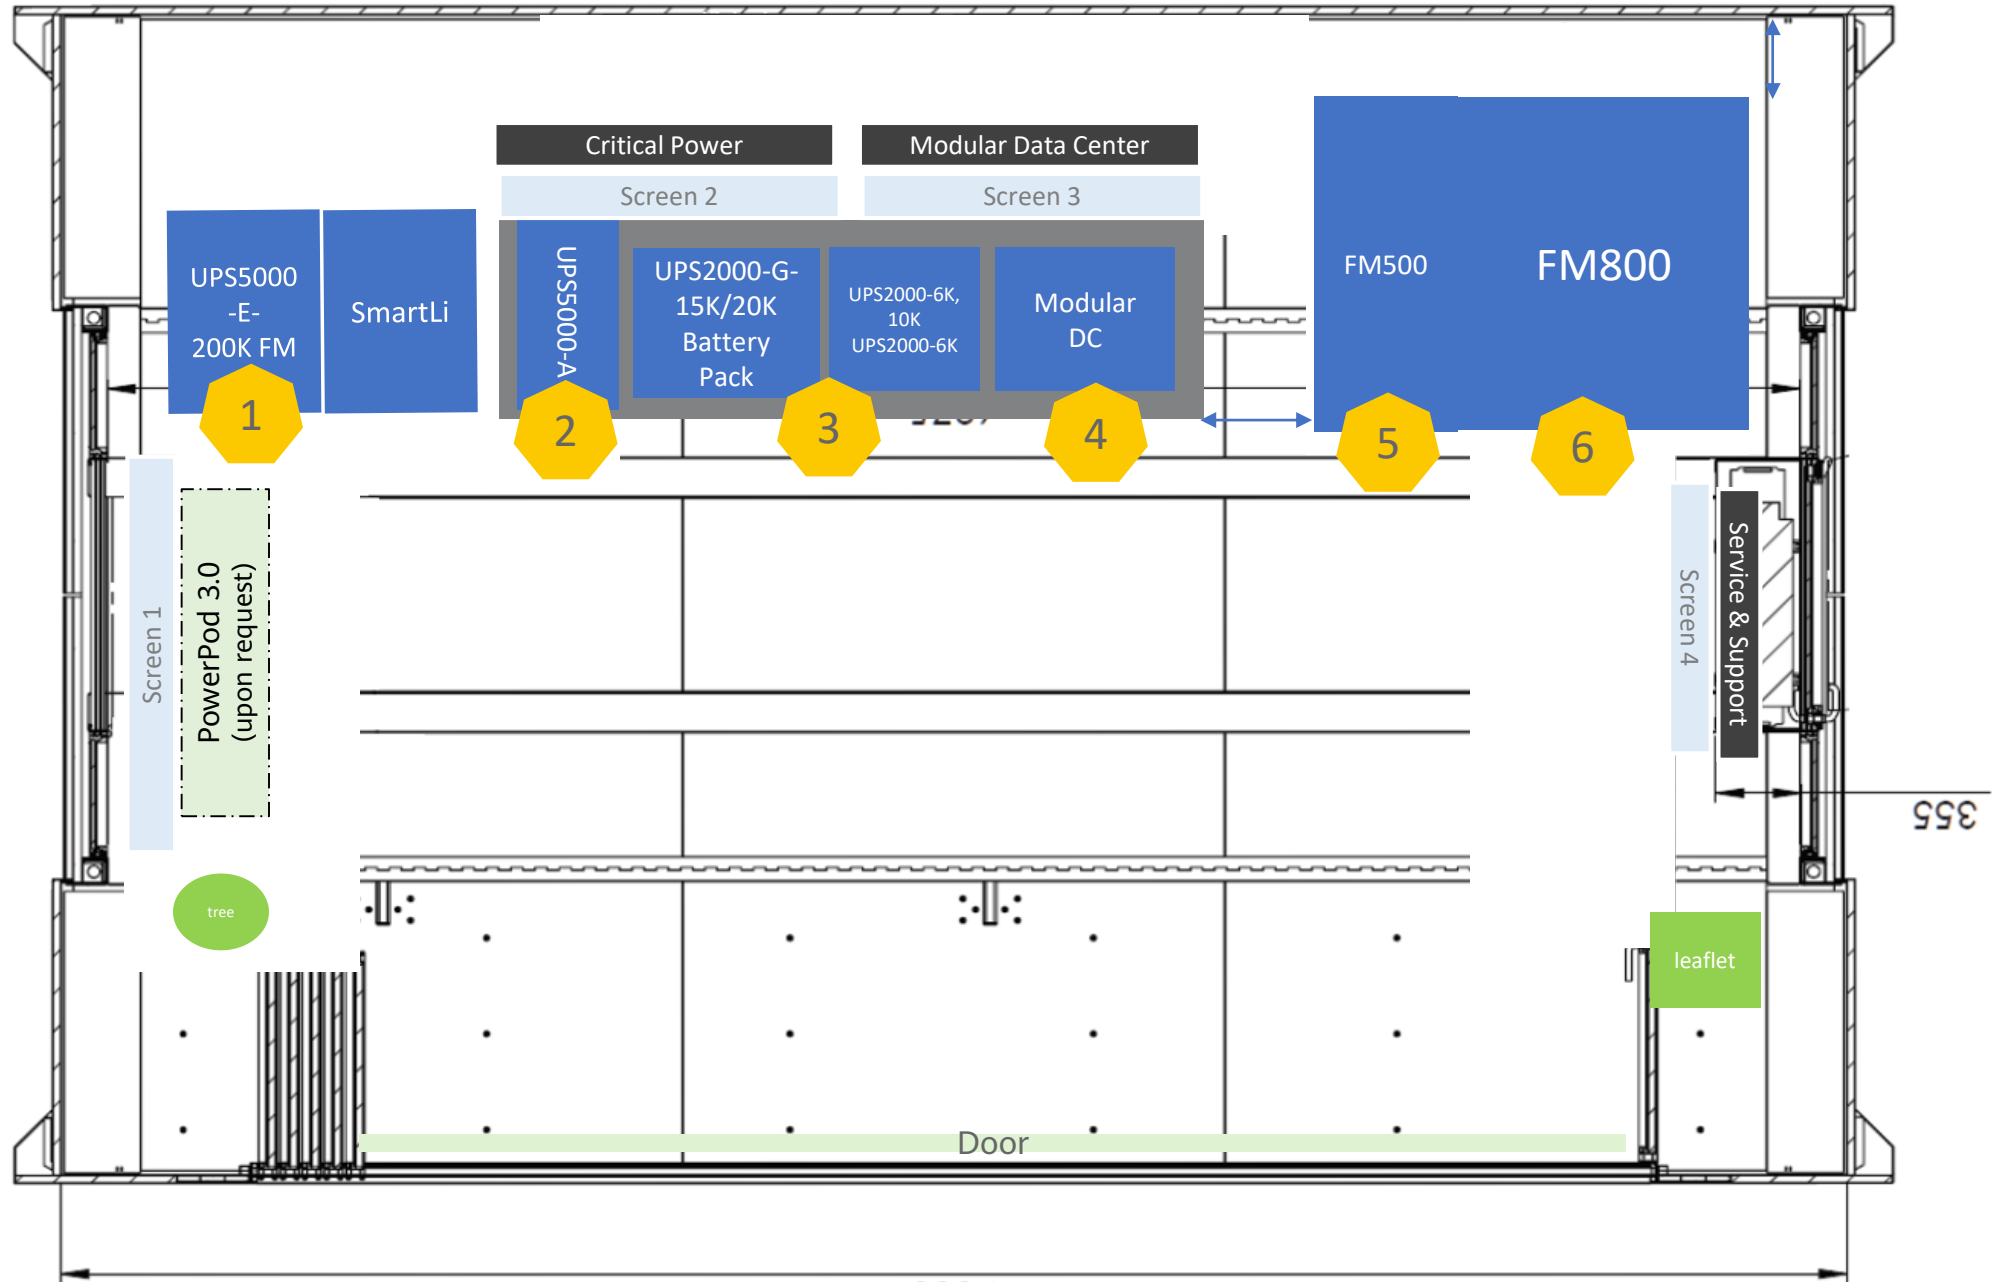 Critical Power
Modular Data Center
Screen 2
Screen 3
UPS5000
-E-
200K FM
SmartLi
UPS5000-A
UPS2000-G-
15K/20K
Battery
Pack
UPS2000-6K,
10K
UPS2000-6K
Modular
DC
FM500
FM800
1
2
3
4
5
6
Screen 1
PowerPod 3.0
(upon request)
Screen 4
Service & Support
355
tree
leaflet
Door